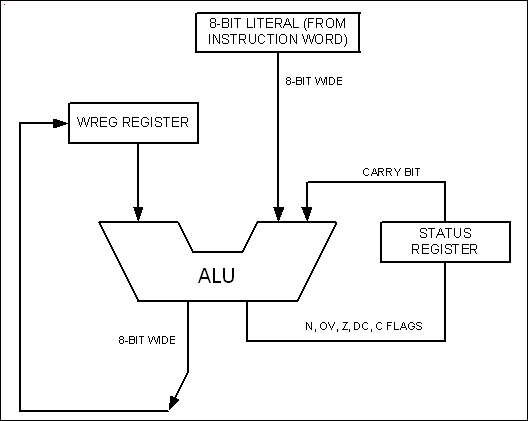 8-BIT LITERAL (FROM
INSTRUCTION WORD)
8-BIT WIDE
WREG REGISTER
CARRY BIT
STATUS
REGISTER
ALU
N, OV, Z, DC, C FLAGS
8-BIT WIDE